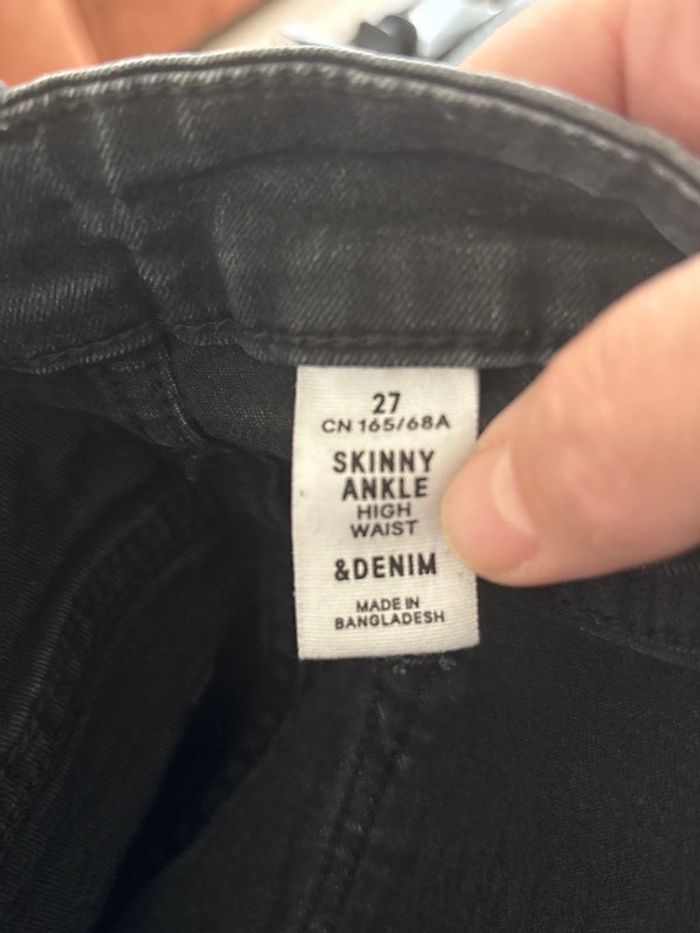 27
CN 165/68A
SKINNY
ANKLE
HIGH
WAIST
&DENIM
MADE IN
BANGLADESH